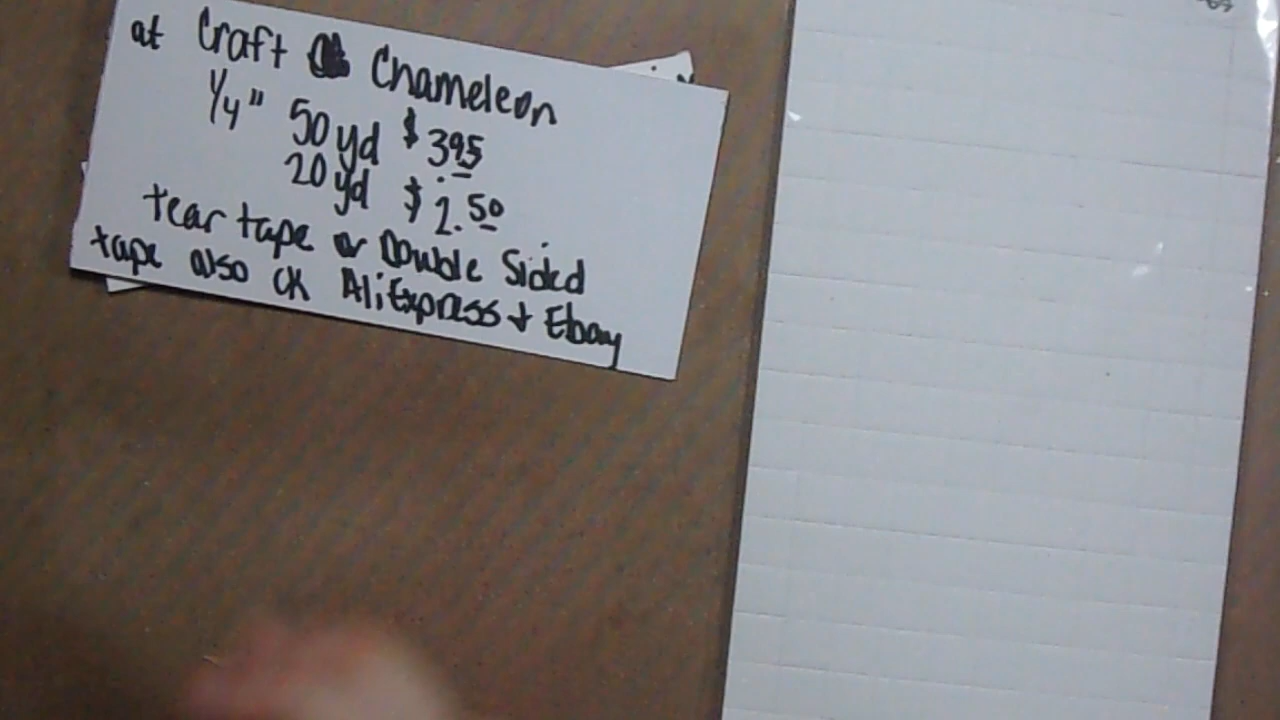 at Craft Chameleon
1/4" 50 yd $3.95
20 yd $2.50
tear tape or Double Sided
tape also ck AliExpress + Ebay